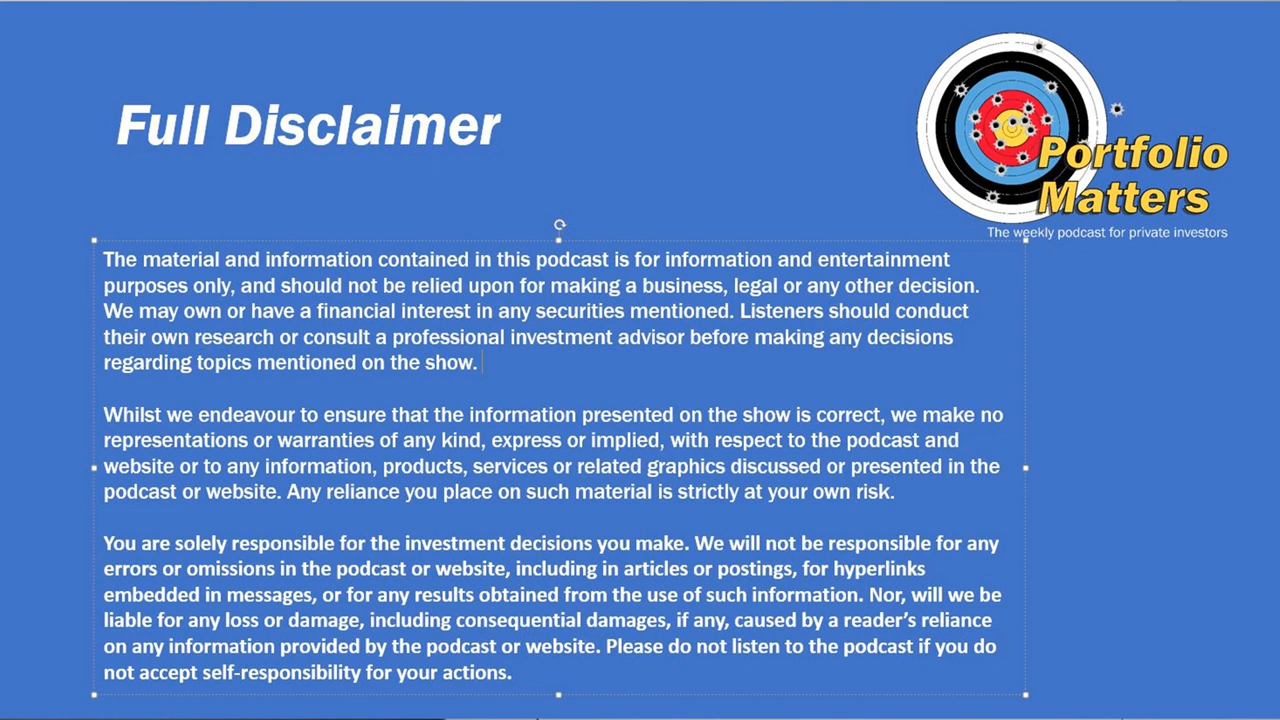 Full Disclaimer
Portfolio
Matters
The weekly podcast for private investors
The material and information contained in this podcast is for information and entertainment
purposes only, and should not be relied upon for making a business, legal or any other decision.
We may own or have a financial interest in any securities mentioned. Listeners should conduct
their own research or consult a professional investment advisor before making any decisions
regarding topics mentioned on the show.
Whilst we endeavour to ensure that the information presented on the show is correct, we make no
representations or warranties of any kind, express or implied, with respect to the podcast and
website or to any information, products, services or related graphics discussed or presented in the
podcast or website. Any reliance you place on such material is strictly at your own risk.
You are solely responsible for the investment decisions you make. We will not be responsible for any
errors or omissions in the podcast or website, including in articles or postings, for hyperlinks
embedded in messages, or for any results obtained from the use of such information. Nor, will we be
liable for any loss or damage, including consequential damages, if any, caused by a reader’s reliance
on any information provided by the podcast or website. Please do not listen to the podcast if you do
not accept self-responsibility for your actions.